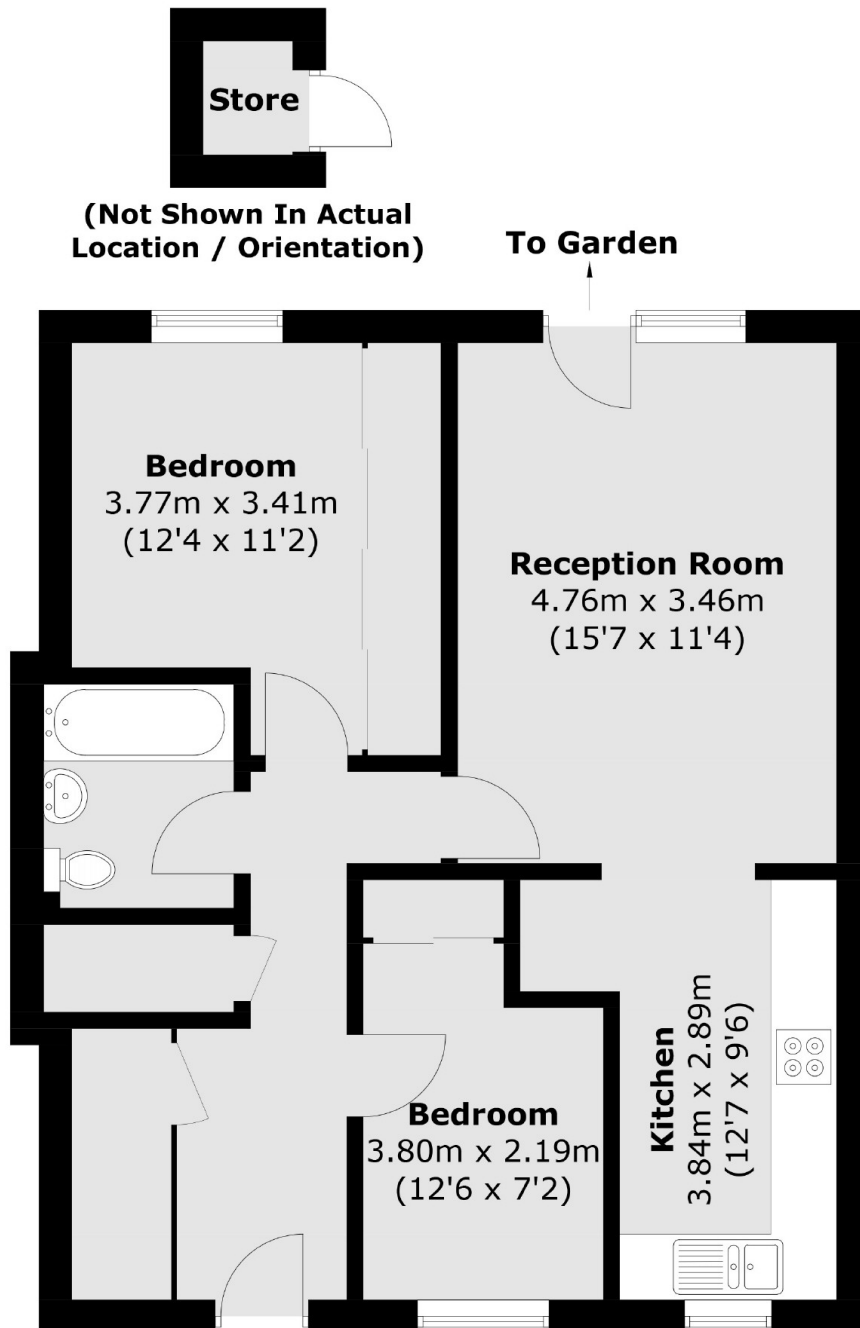 Store
(Not Shown In Actual
Location / Orientation)
To Garden
Bedroom
3.77m x 3.41m
(12'4 x 11'2)
Reception Room
4.76m x 3.46m
(15'7 x 11'4)
Kitchen
3.84m x 2.89m
(12'7 x 9'6)
Bedroom
3.80m x 2.19m
(12'6 x 7'2)